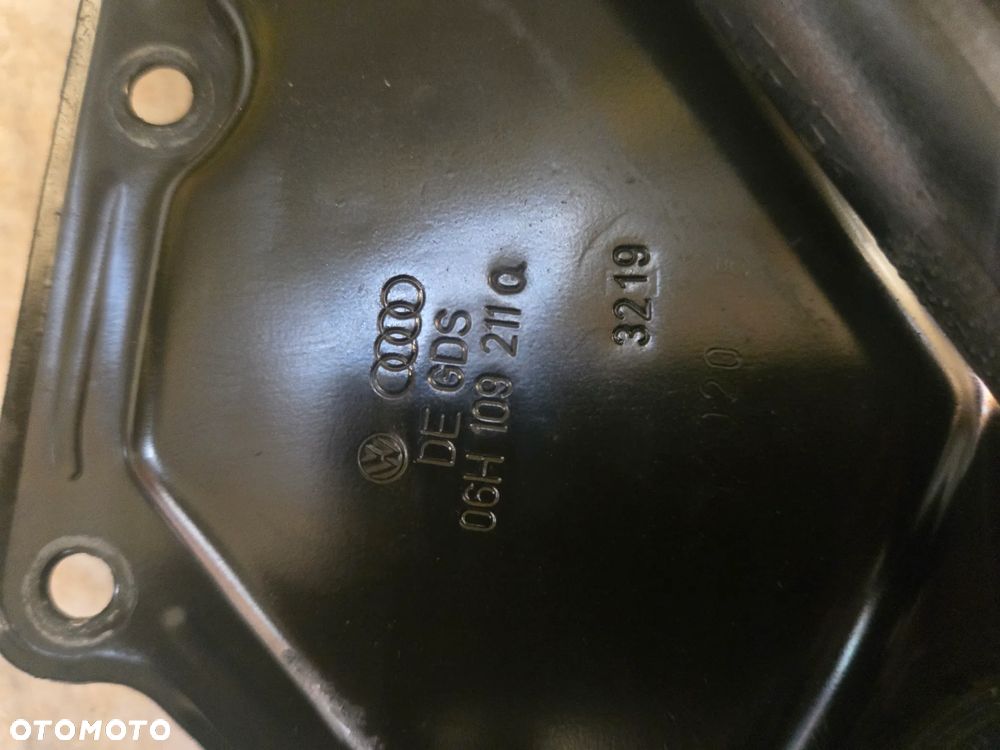 DE GDS
06H 109 211 Q
3219
OTOMOTO